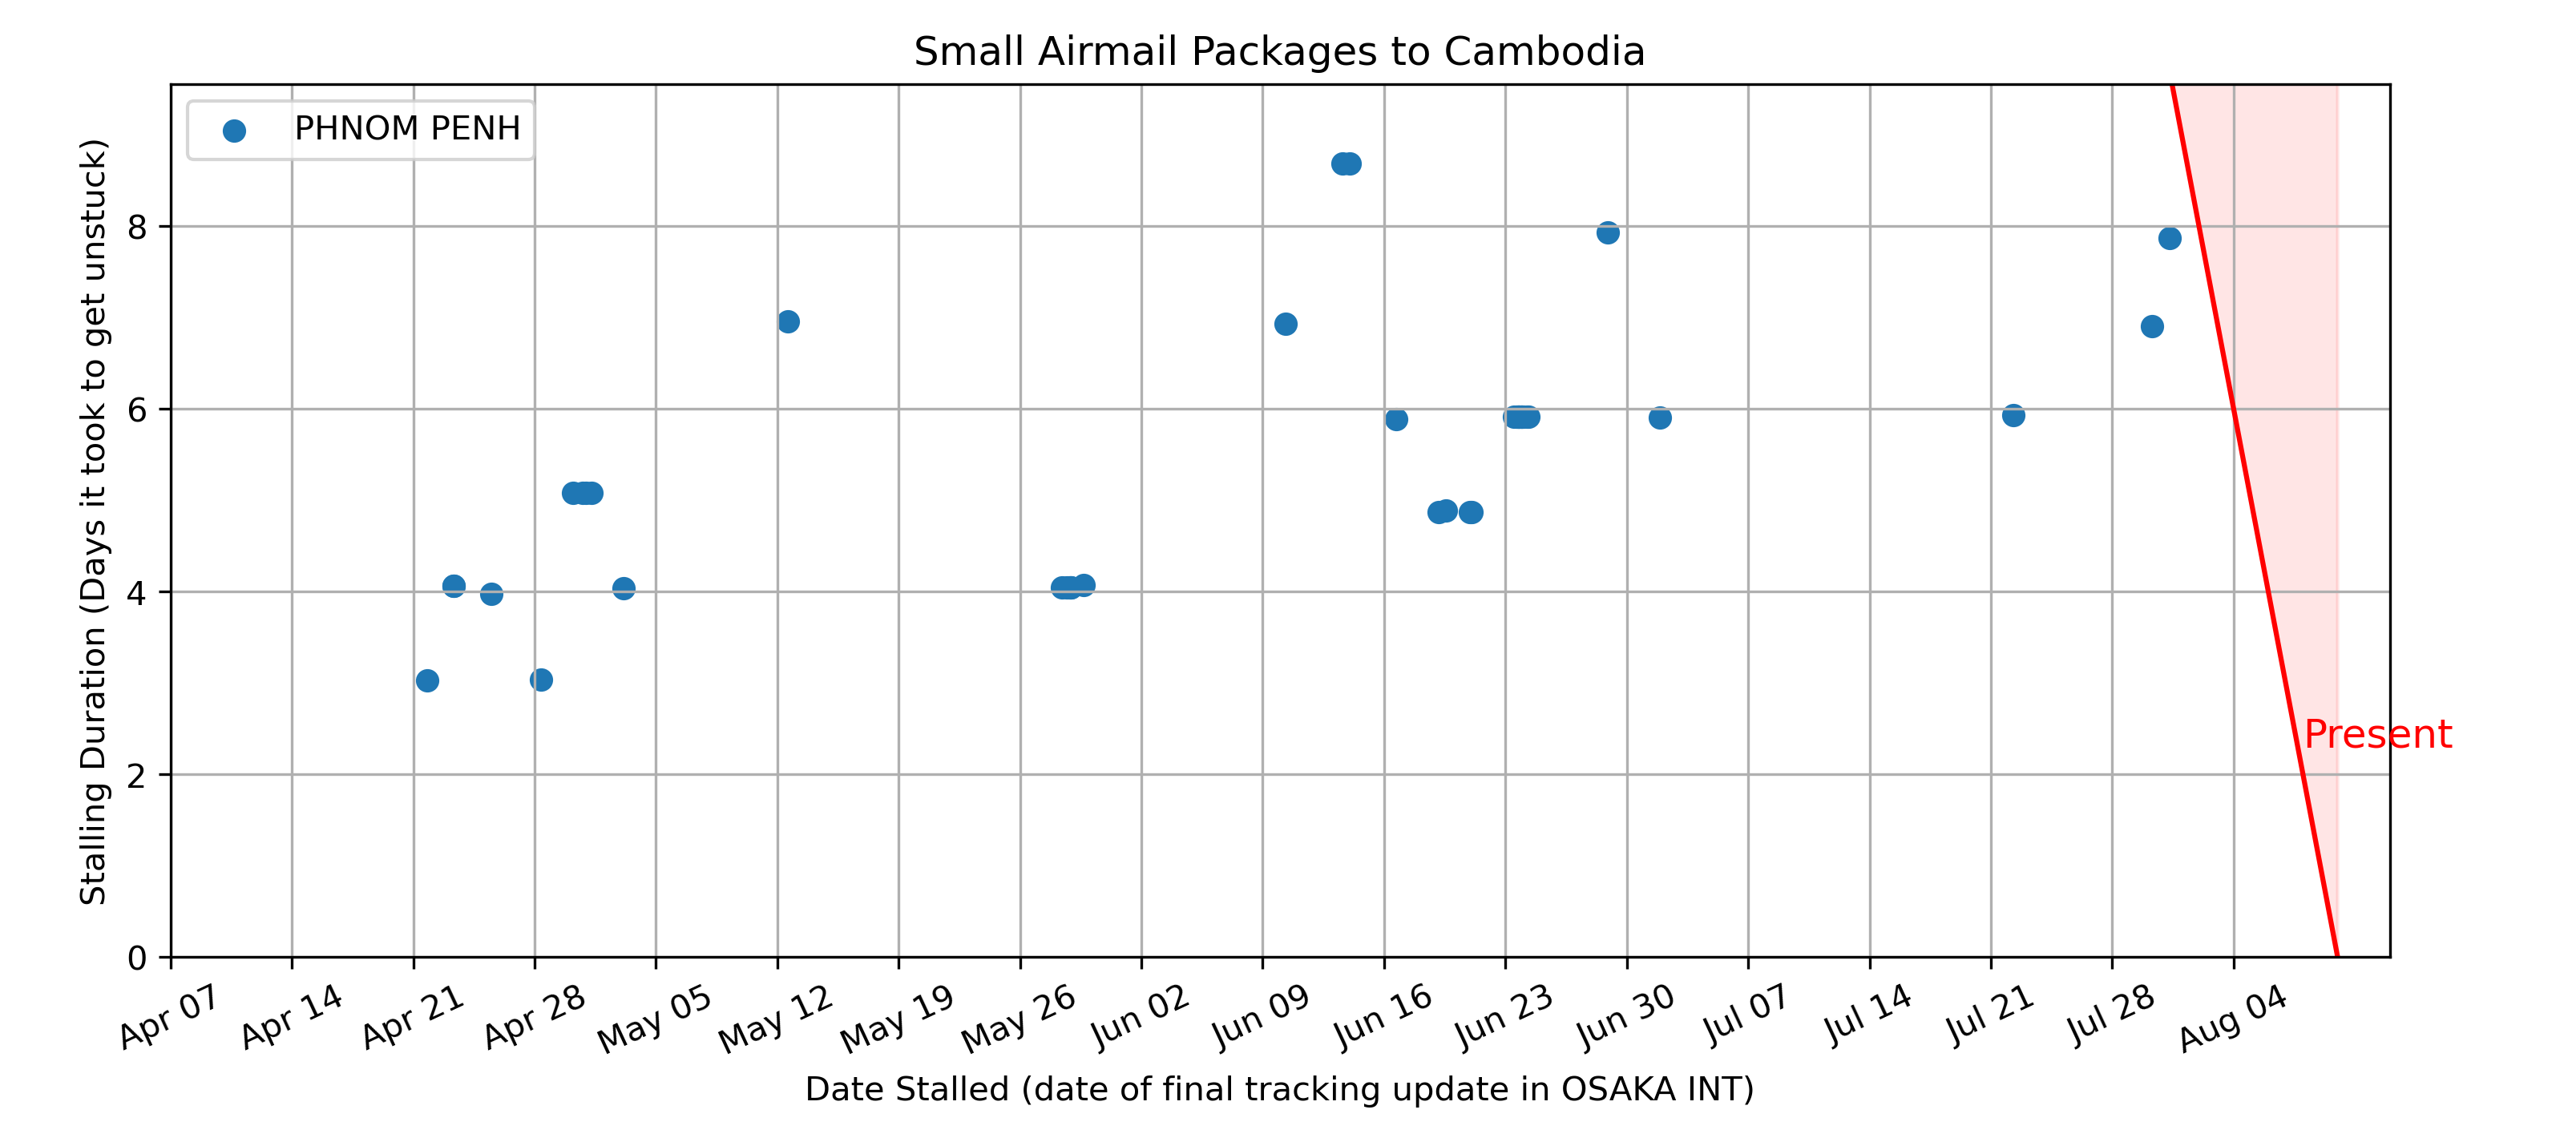 Small Airmail Packages to Cambodia
PHNOM PENH
Stalling Duration (Days it took to get unstuck)
8
6
4
2
0
Present
Apr 07
Apr 14
Apr 21
Apr 28
May 05
May 12
May 19
May 26
Jun 02
Jun 09
Jun 16
Jun 23
Jun 30
Jul 07
Jul 14
Jul 21
Jul 28
Aug 04
Date Stalled (date of final tracking update in OSAKA INT)